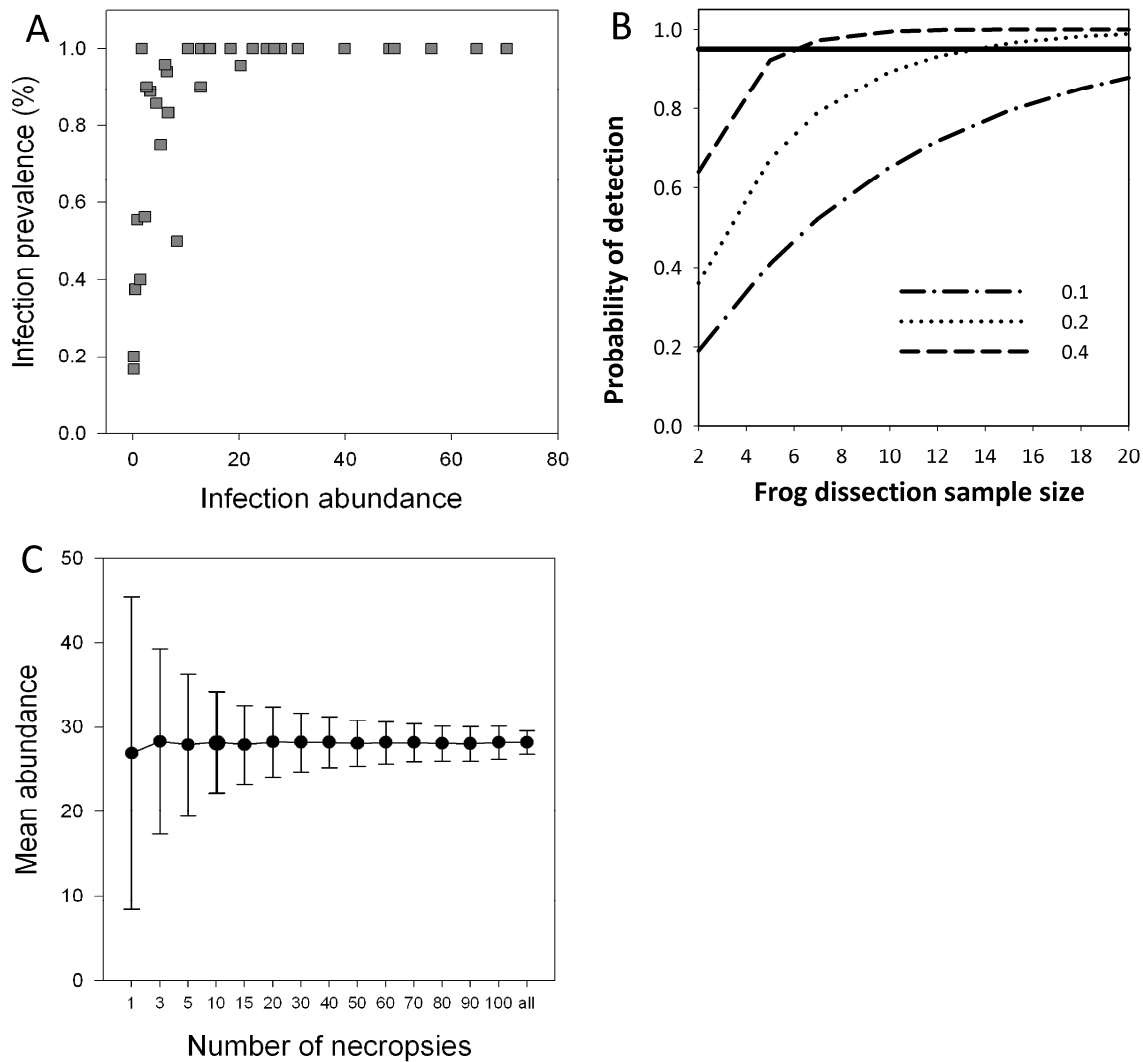 A
Infection prevalence (%)
1.0
0.8
0.6
0.4
0.2
0.0
0 20 40 60 80
Infection abundance
B
Probability of detection
1.0
0.8
0.6
0.4
0.2
0.0
0.1
0.2
0.4
2 4 6 8 10 12 14 16 18 20
Frog dissection sample size
C
Mean abundance
50
40
30
20
10
0
1 3 5 10 15 20 30 40 50 60 70 80 90 100 all
Number of necropsies